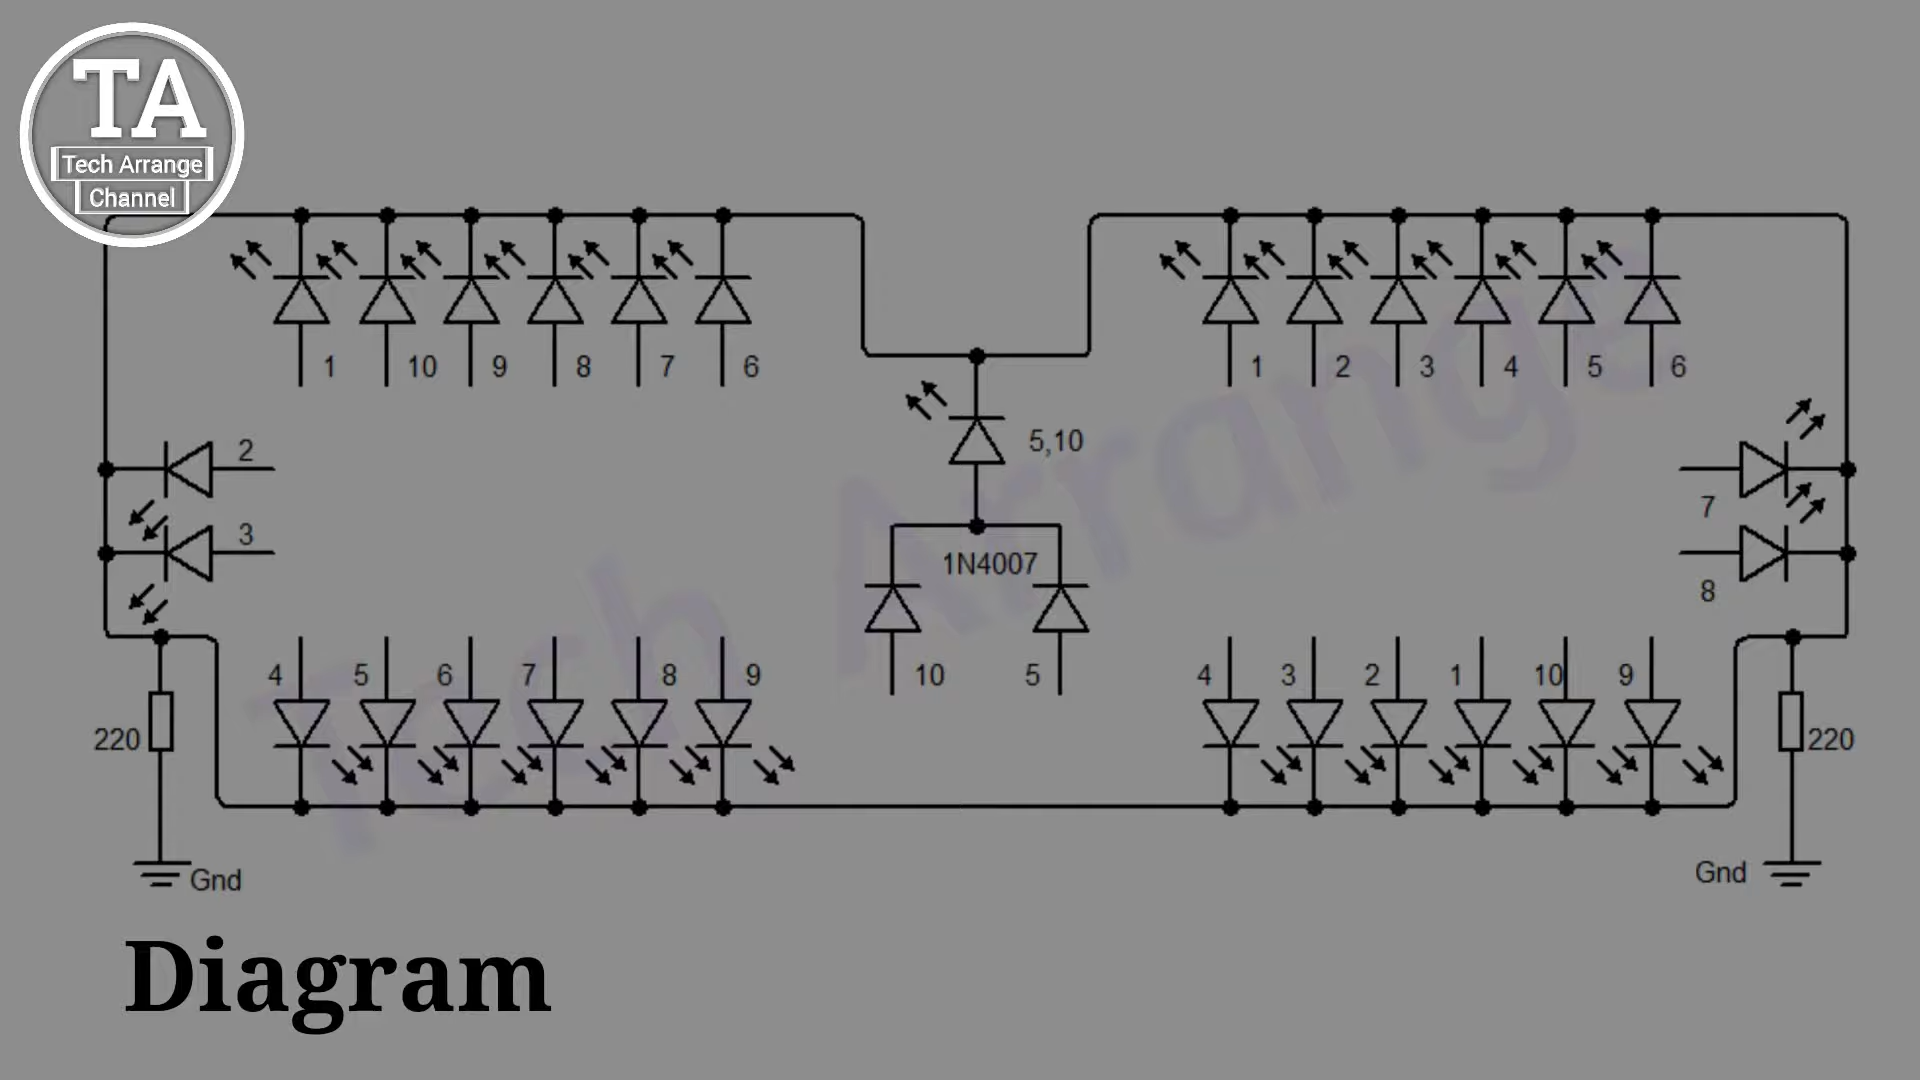 TA
Tech Arrange
Channel
1 10 9 8 7 6
1 2 3 4 5 6
5,10
2
3
7
8
1N4007
10 5
4 5 6 7 8 9
4 3 2 1 10 9
220
220
Gnd
Gnd
Tech Arrange
Diagram